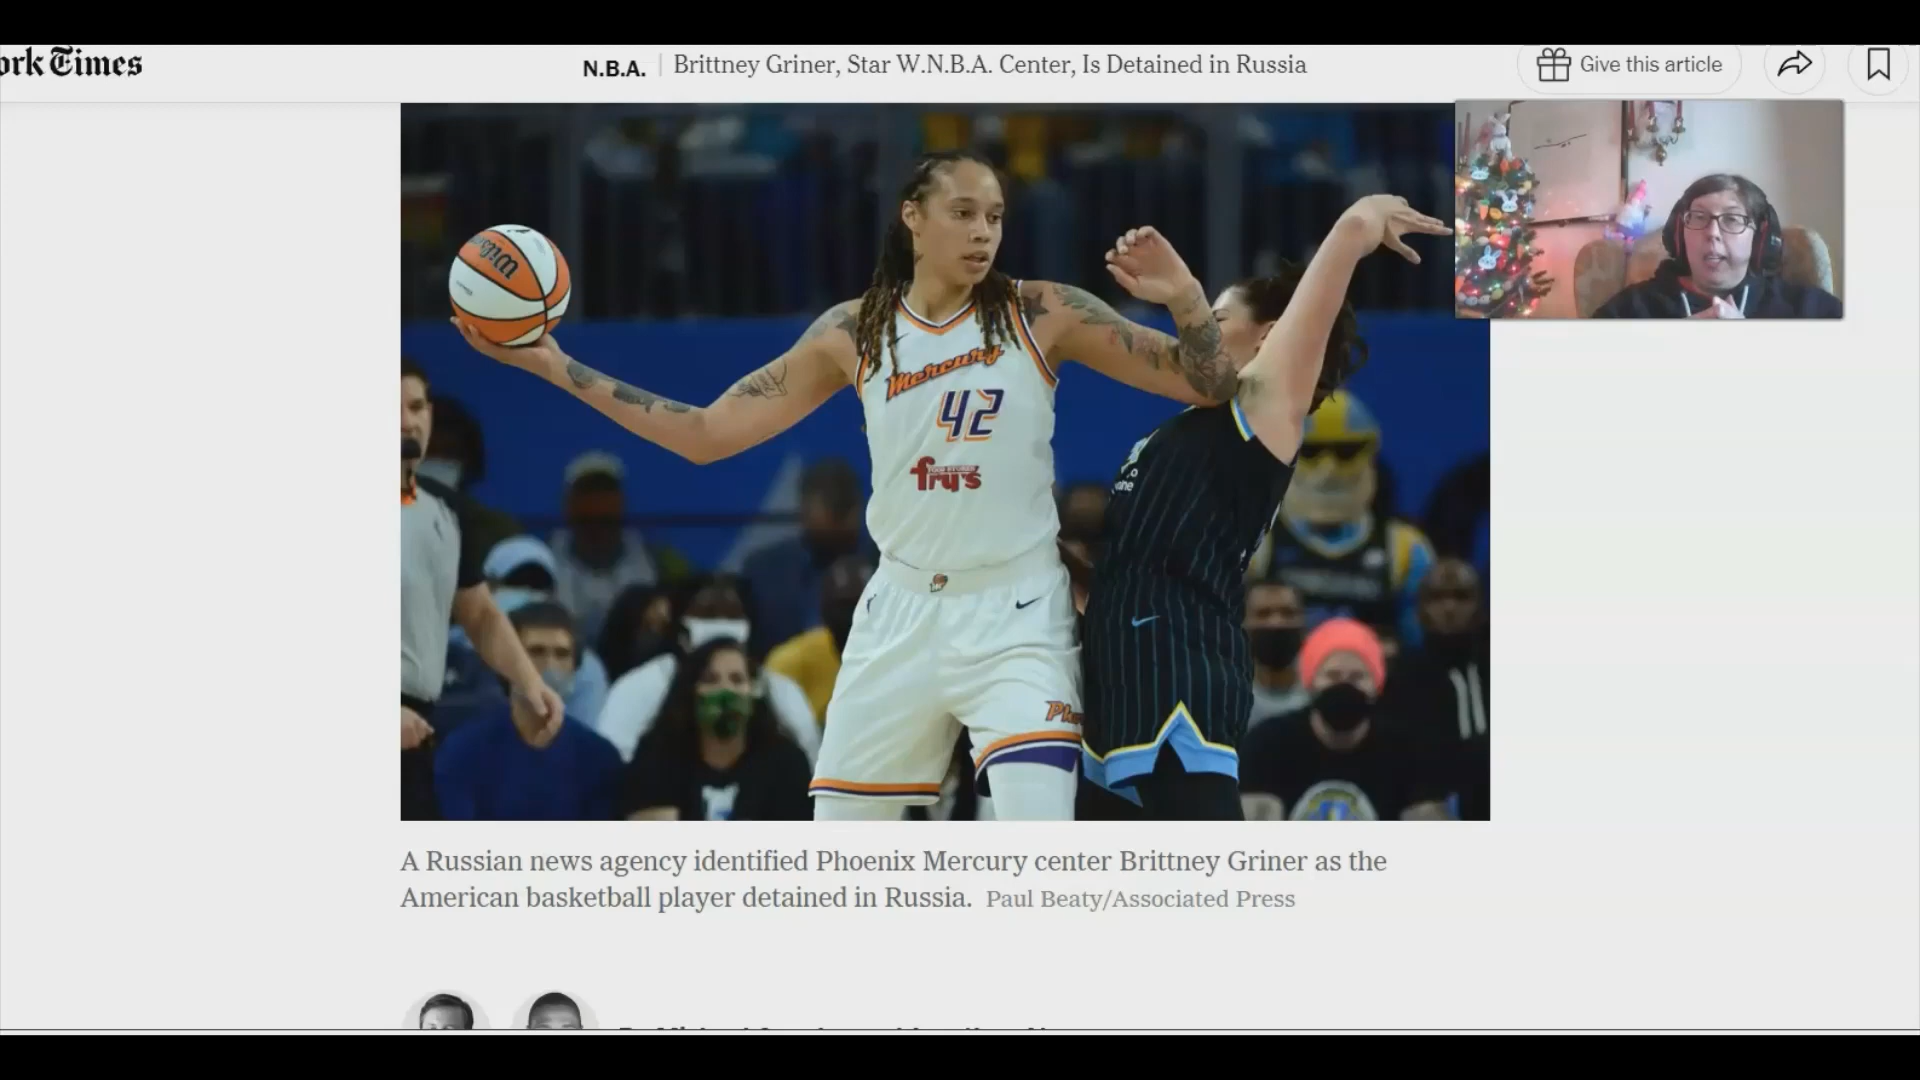 ork Times
N.B.A. | Brittney Griner, Star W.N.B.A. Center, Is Detained in Russia
Give this article
Wilson
Mercury
42
fry's
A Russian news agency identified Phoenix Mercury center Brittney Griner as the
American basketball player detained in Russia. Paul Beaty/Associated Press